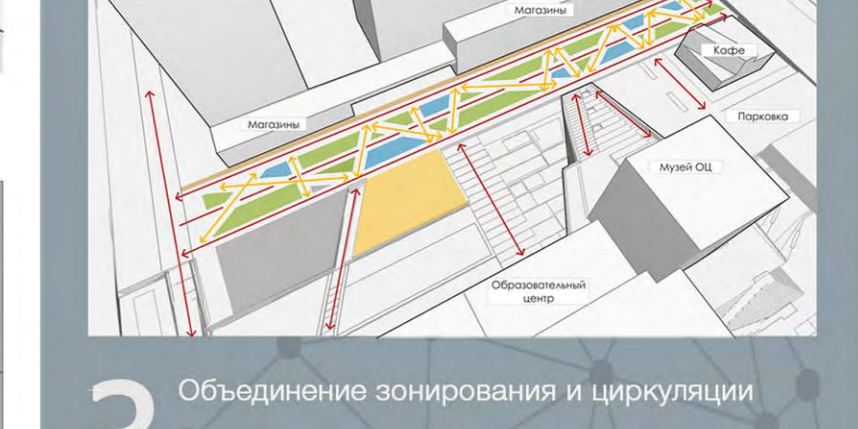 Магазины
Кафе
Магазины
Парковка
Музей ОЦ
Образовательный
центр
Объединение зонирования и циркуляции